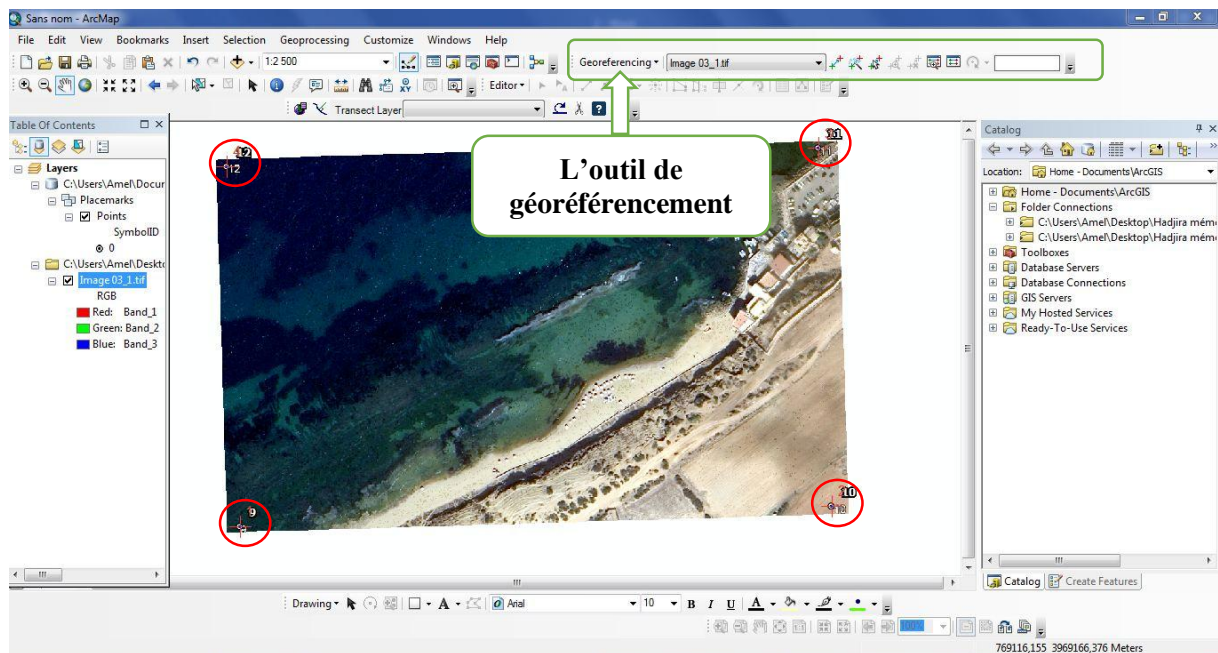 Sans nom - ArcMap
File Edit View Bookmarks Insert Selection Geoprocessing Customize Windows Help
1:2 500
Georeferencing
Image 03_1.tif
Editor
Transect Layer
Table Of Contents
Layers
C:\Users\Amel\Docur
Placemarks
Points
SymbolID
0
C:\Users\Amel\Deskto
Image 03_1.tif
RGB
Red: Band_1
Green: Band_2
Blue: Band_3
L'outil de
géoréférencement
12
11
11
9
10
Catalog
Location: Home - Documents\ArcGIS
Home - Documents\ArcGIS
Folder Connections
C:\Users\Amel\Desktop\Hadjira mém
C:\Users\Amel\Desktop\Hadjira mém
Toolboxes
Database Servers
Database Connections
GIS Servers
My Hosted Services
Ready-To-Use Services
Catalog Create Features
Drawing A Arial 10 B I U A
100%
769116,155 3969166,376 Meters